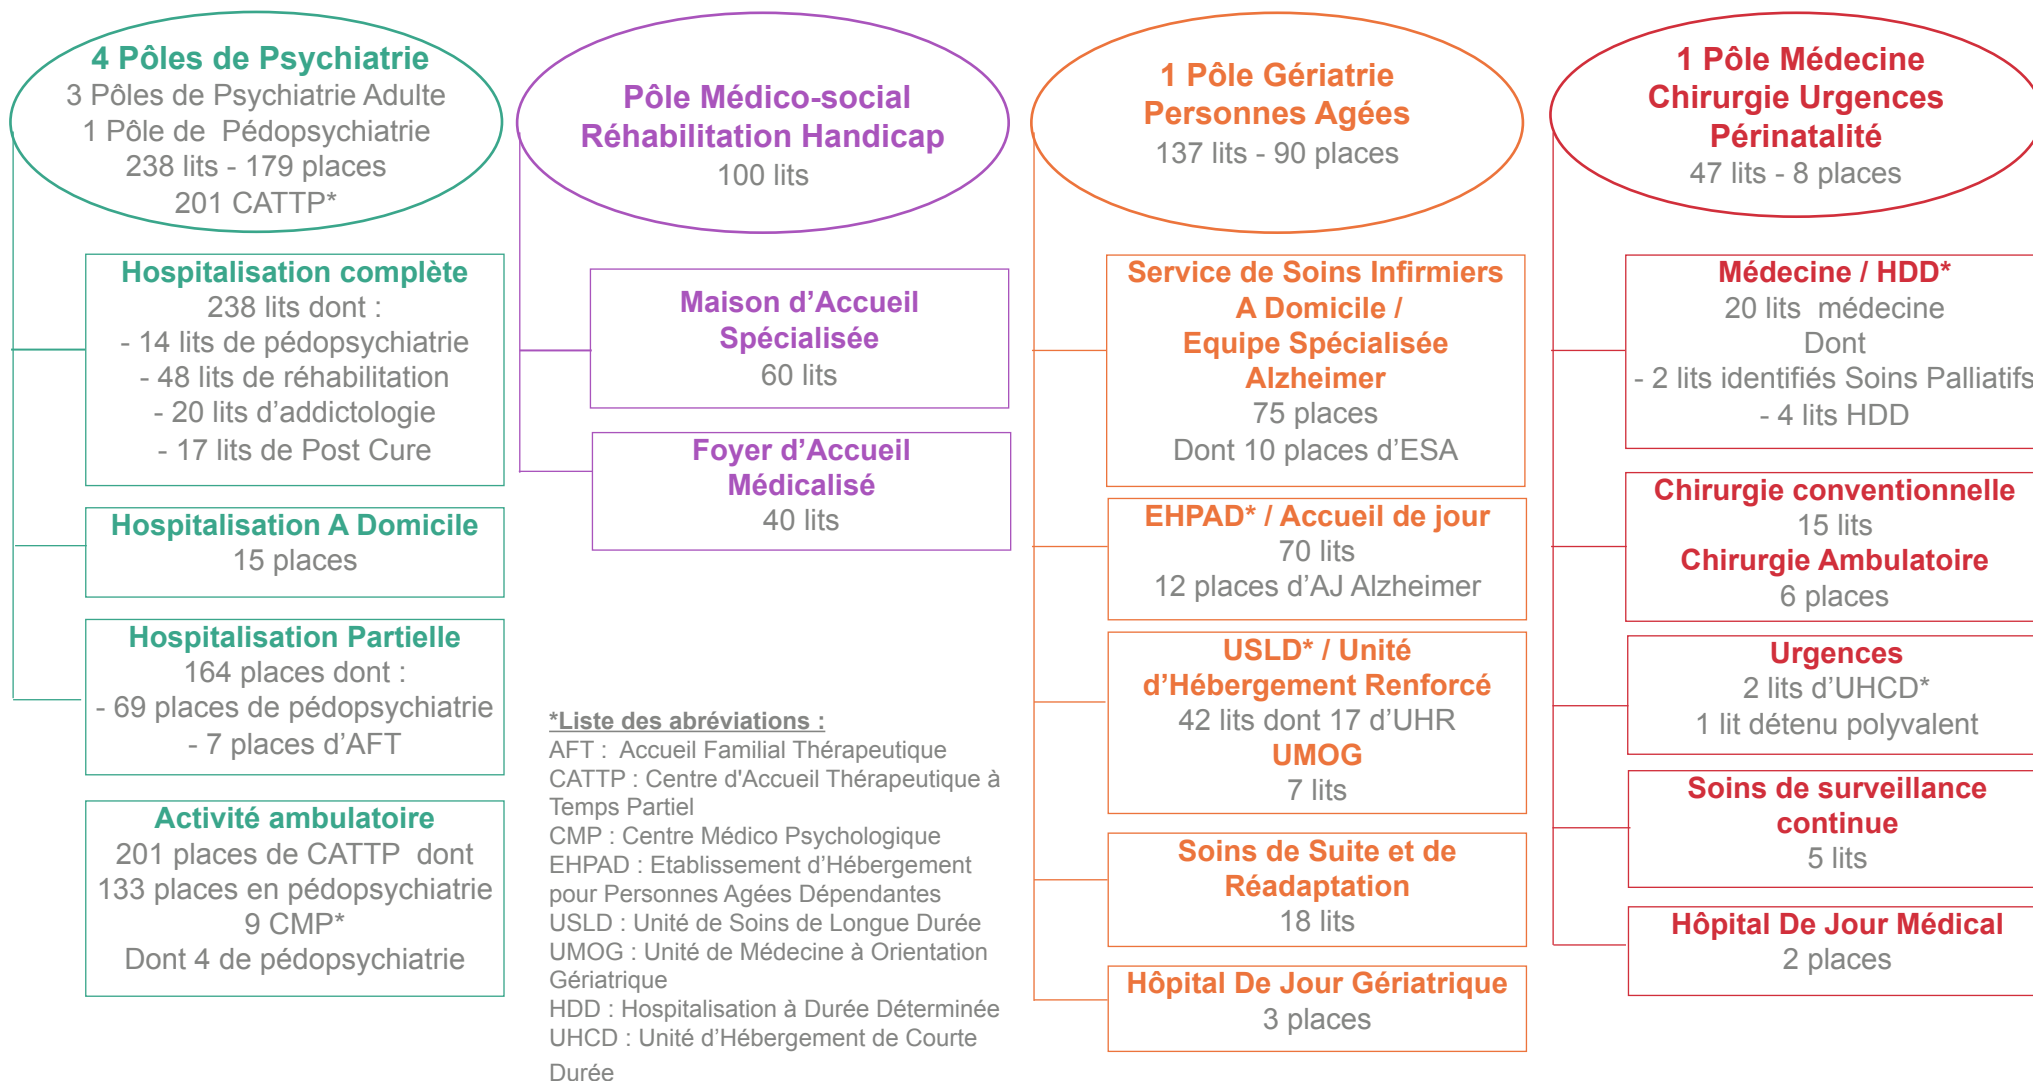 4 Pôles de Psychiatrie
3 Pôles de Psychiatrie Adulte
1 Pôle de Pédopsychiatrie
238 lits - 179 places
201 CATTP*
Hospitalisation complète
238 lits dont :
- 14 lits de pédopsychiatrie
- 48 lits de réhabilitation
- 20 lits d’addictologie
- 17 lits de Post Cure
Hospitalisation A Domicile
15 places
Hospitalisation Partielle
164 places dont :
- 69 places de pédopsychiatrie
- 7 places d’AFT
Activité ambulatoire
201 places de CATTP dont
133 places en pédopsychiatrie
9 CMP*
Dont 4 de pédopsychiatrie
Pôle Médico-social
Réhabilitation Handicap
100 lits
Maison d’Accueil
Spécialisée
60 lits
Foyer d’Accueil
Médicalisé
40 lits
*Liste des abréviations :
AFT : Accueil Familial Thérapeutique
CATTP : Centre d'Accueil Thérapeutique à
Temps Partiel
CMP : Centre Médico Psychologique
EHPAD : Etablissement d’Hébergement
pour Personnes Agées Dépendantes
USLD : Unité de Soins de Longue Durée
UMOG : Unité de Médecine à Orientation
Gériatrique
HDD : Hospitalisation à Durée Déterminée
UHCD : Unité d’Hébergement de Courte
Durée
1 Pôle Gériatrie
Personnes Agées
137 lits - 90 places
Service de Soins Infirmiers
A Domicile /
Equipe Spécialisée
Alzheimer
75 places
Dont 10 places d’ESA
EHPAD* / Accueil de jour
70 lits
12 places d’AJ Alzheimer
USLD* / Unité
d’Hébergement Renforcé
42 lits dont 17 d’UHR
UMOG
7 lits
Soins de Suite et de
Réadaptation
18 lits
Hôpital De Jour Gériatrique
3 places
1 Pôle Médecine
Chirurgie Urgences
Périnatalité
47 lits - 8 places
Médecine / HDD*
20 lits médecine
Dont
- 2 lits identifiés Soins Palliatifs
- 4 lits HDD
Chirurgie conventionnelle
15 lits
Chirurgie Ambulatoire
6 places
Urgences
2 lits d’UHCD*
1 lit détenu polyvalent
Soins de surveillance
continue
5 lits
Hôpital De Jour Médical
2 places